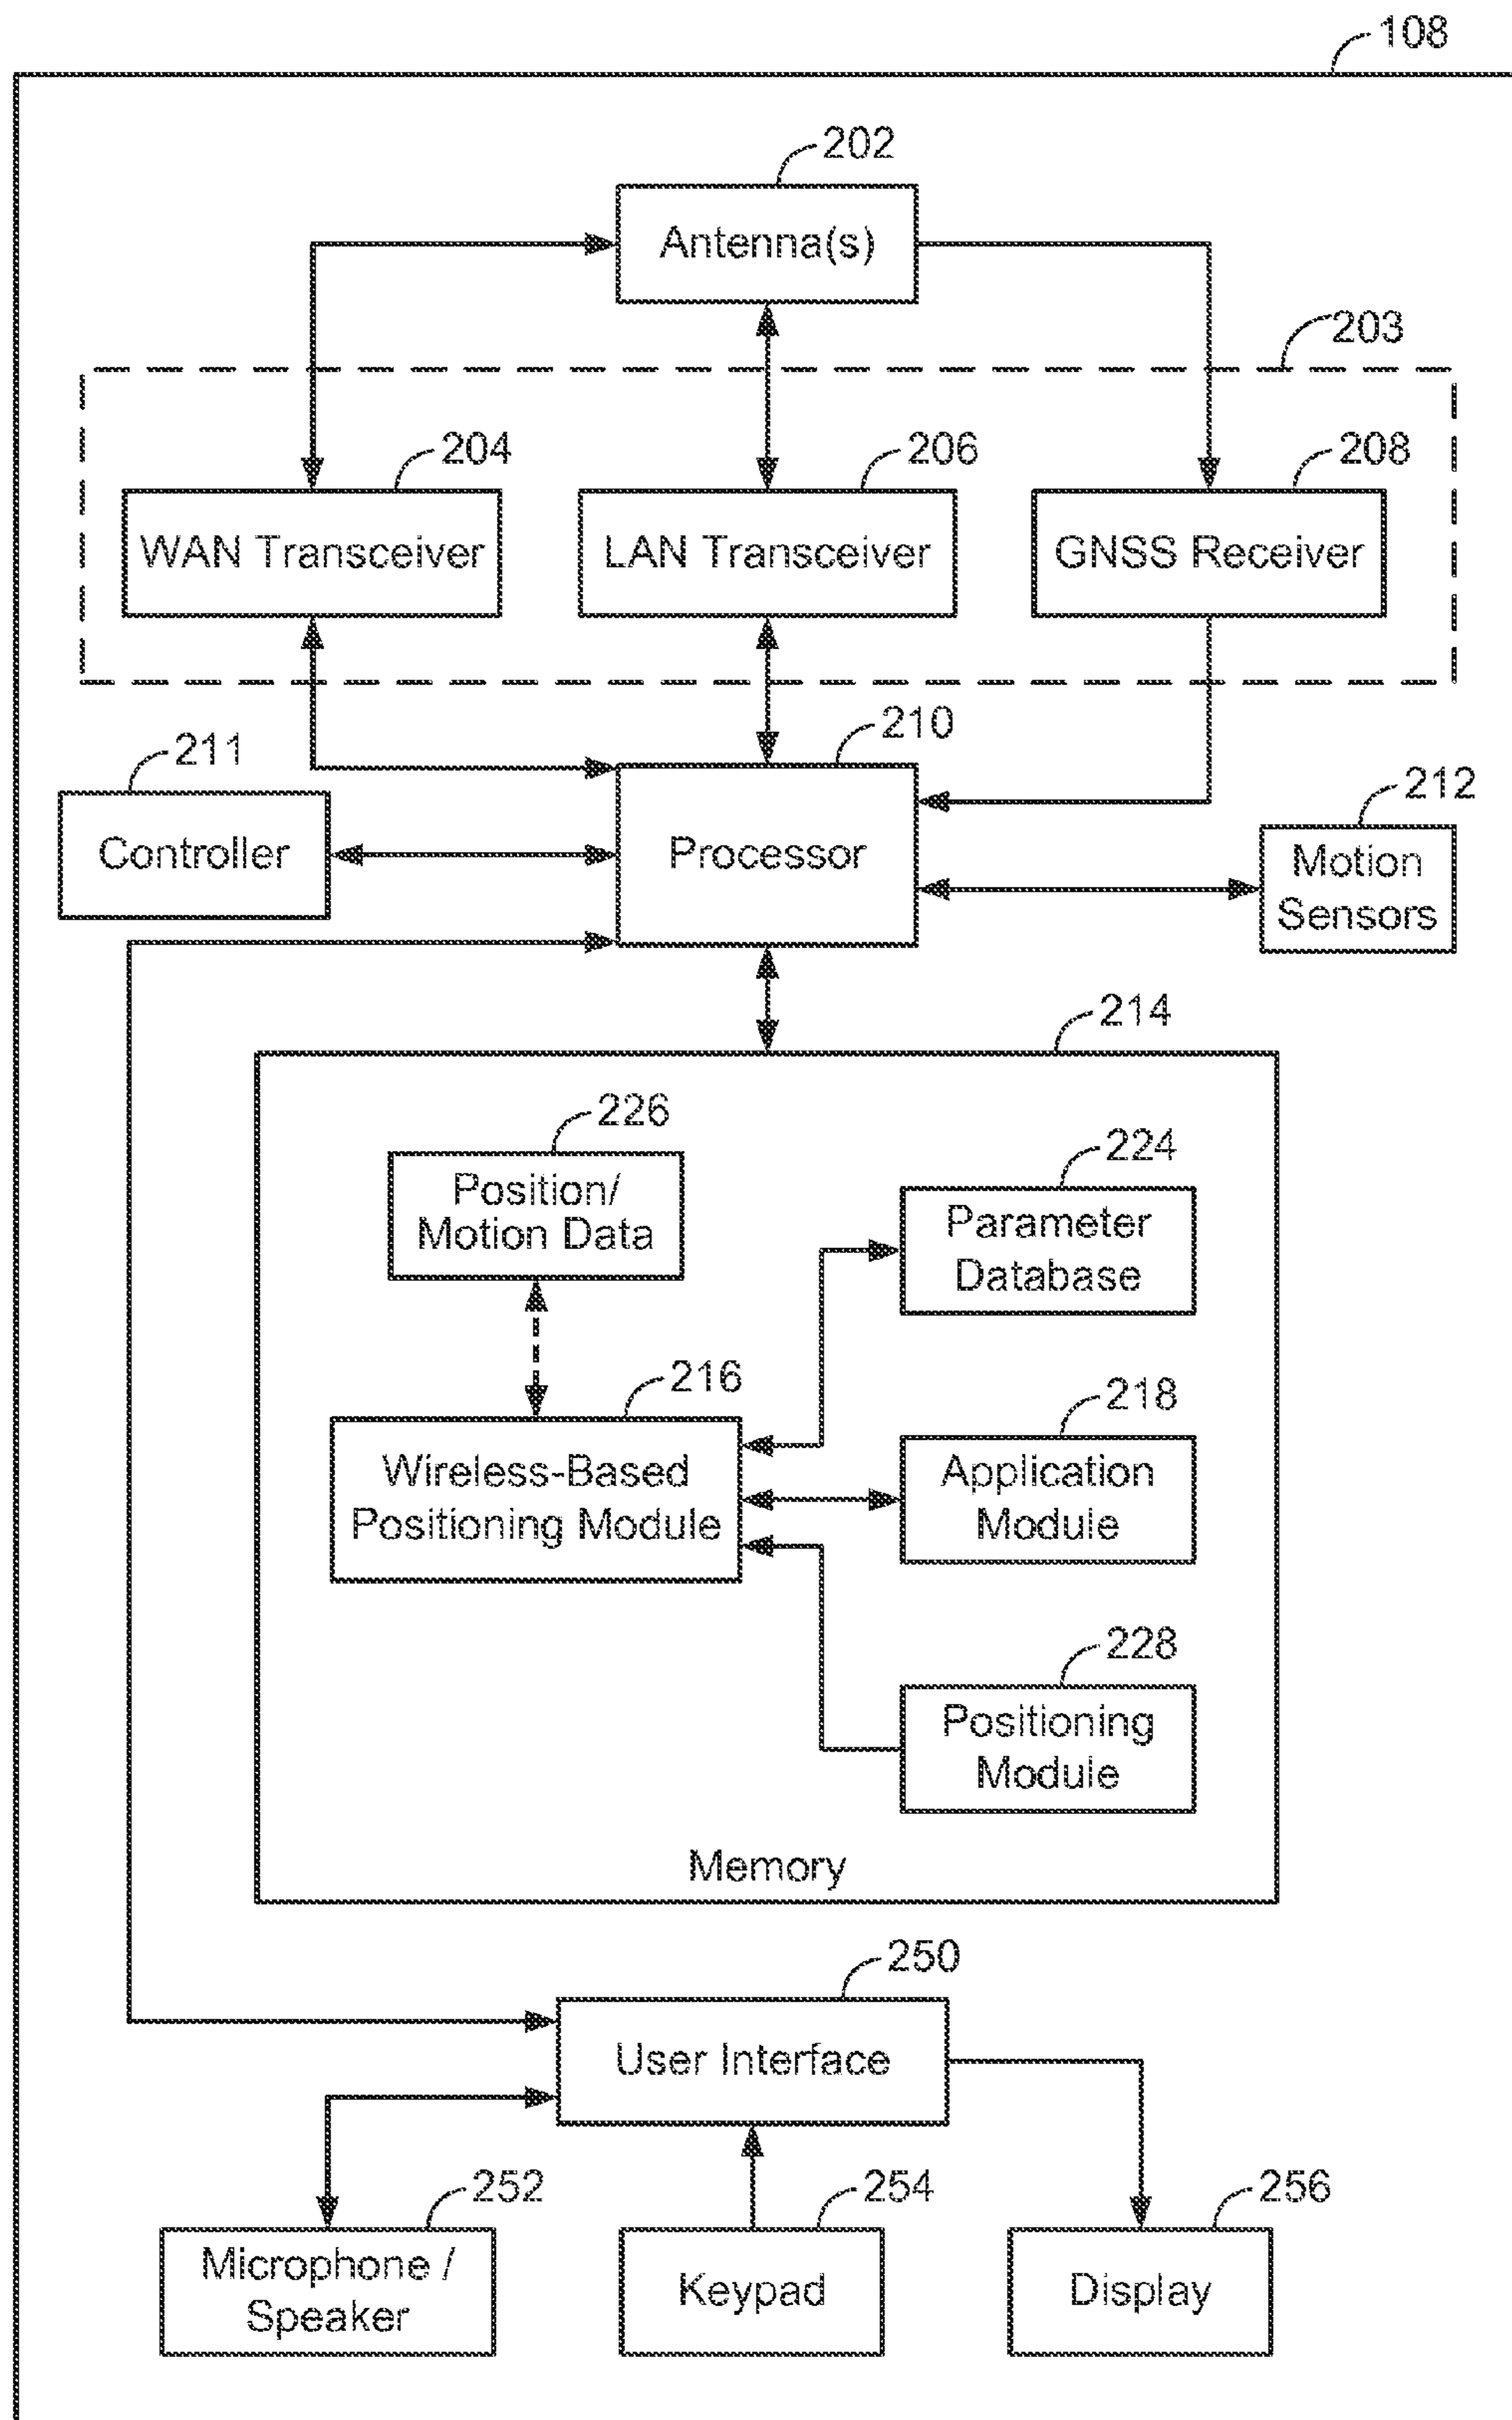 108
202
Antenna(s)
203
204
206
208
WAN Transceiver
LAN Transceiver
GNSS Receiver
211
210
212
Controller
Processor
Motion
Sensors
214
226
Position/
Motion Data
224
Parameter
Database
216
Wireless-Based
Positioning Module
218
Application
Module
228
Positioning
Module
Memory
250
User Interface
252
254
256
Microphone /
Speaker
Keypad
Display